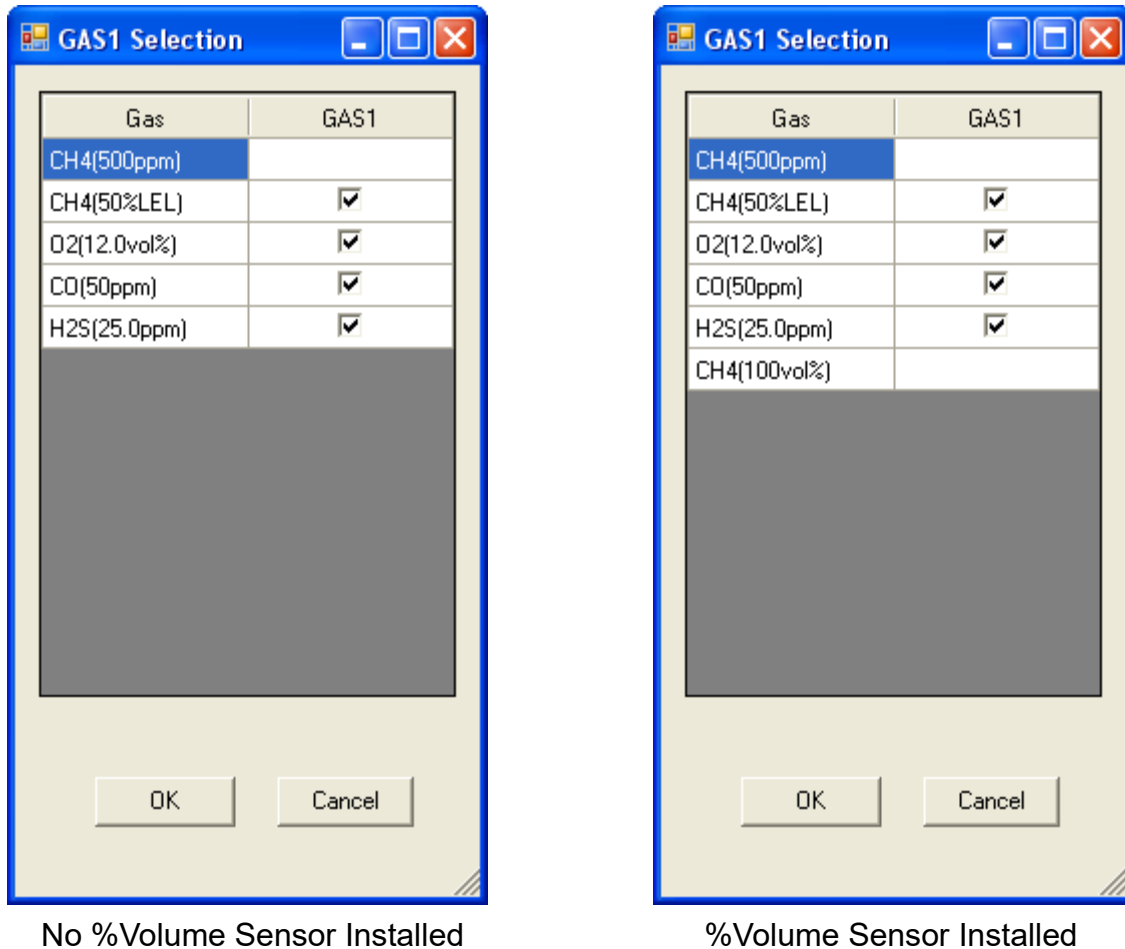 GAS1 Selection
Gas GAS1
CH4(500ppm)
CH4(50%LEL)
O2(12.0vol%)
CO(50ppm)
H2S(25.0ppm)
OK Cancel
No %Volume Sensor Installed
GAS1 Selection
Gas GAS1
CH4(500ppm)
CH4(50%LEL)
O2(12.0vol%)
CO(50ppm)
H2S(25.0ppm)
CH4(100vol%)
OK Cancel
%Volume Sensor Installed